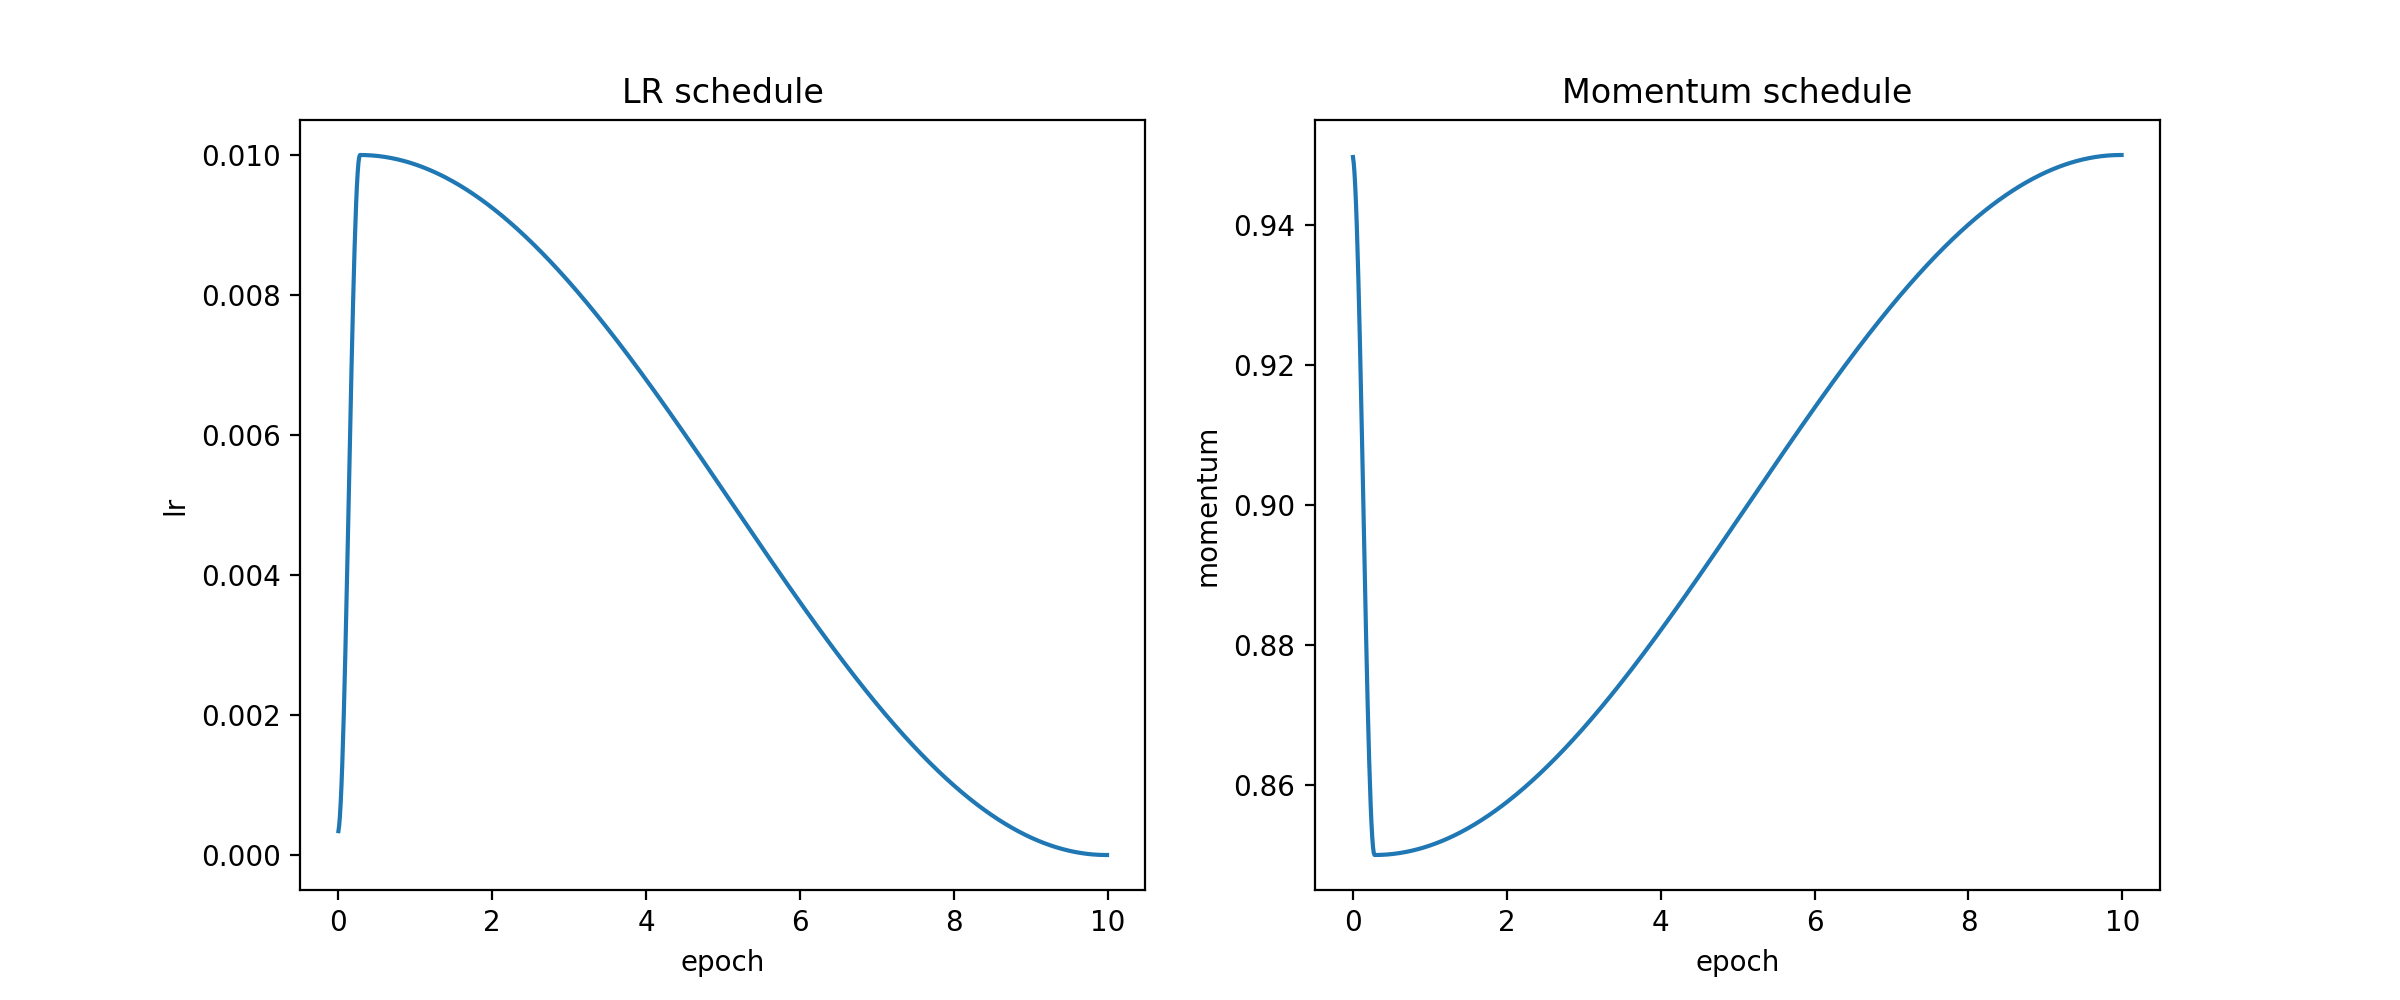 LR schedule
0.010
0.008
0.006
0.004
0.002
0.000
lr
0 2 4 6 8 10
epoch
Momentum schedule
0.94
0.92
0.90
0.88
0.86
momentum
0 2 4 6 8 10
epoch